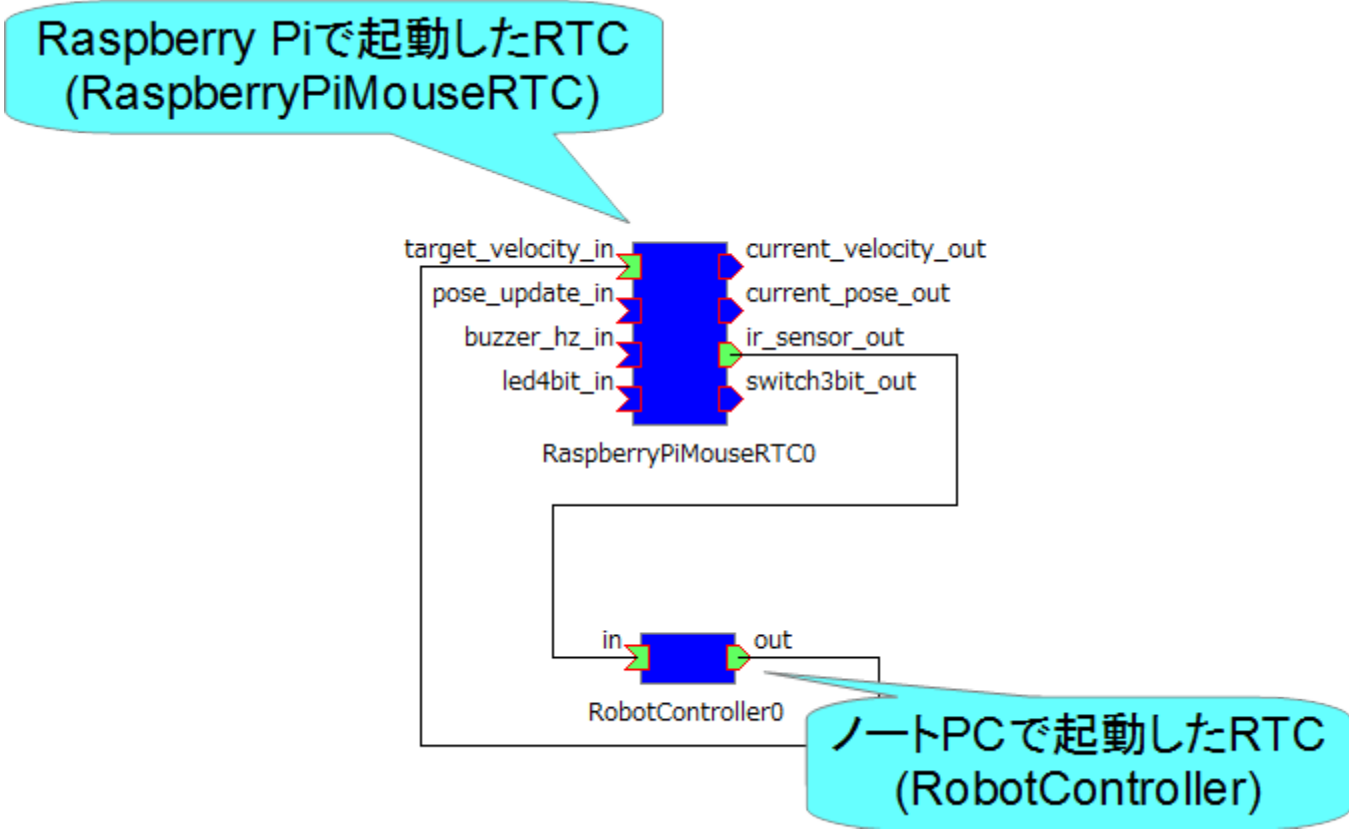 Raspberry Piで起動したRTC
(RaspberryPiMouseRTC)
target_velocity_in
current_velocity_out
pose_update_in
current_pose_out
buzzer_hz_in
ir_sensor_out
led4bit_in
switch3bit_out
RaspberryPiMouseRTC0
in
out
RobotController0
ノートPCで起動したRTC
(RobotController)